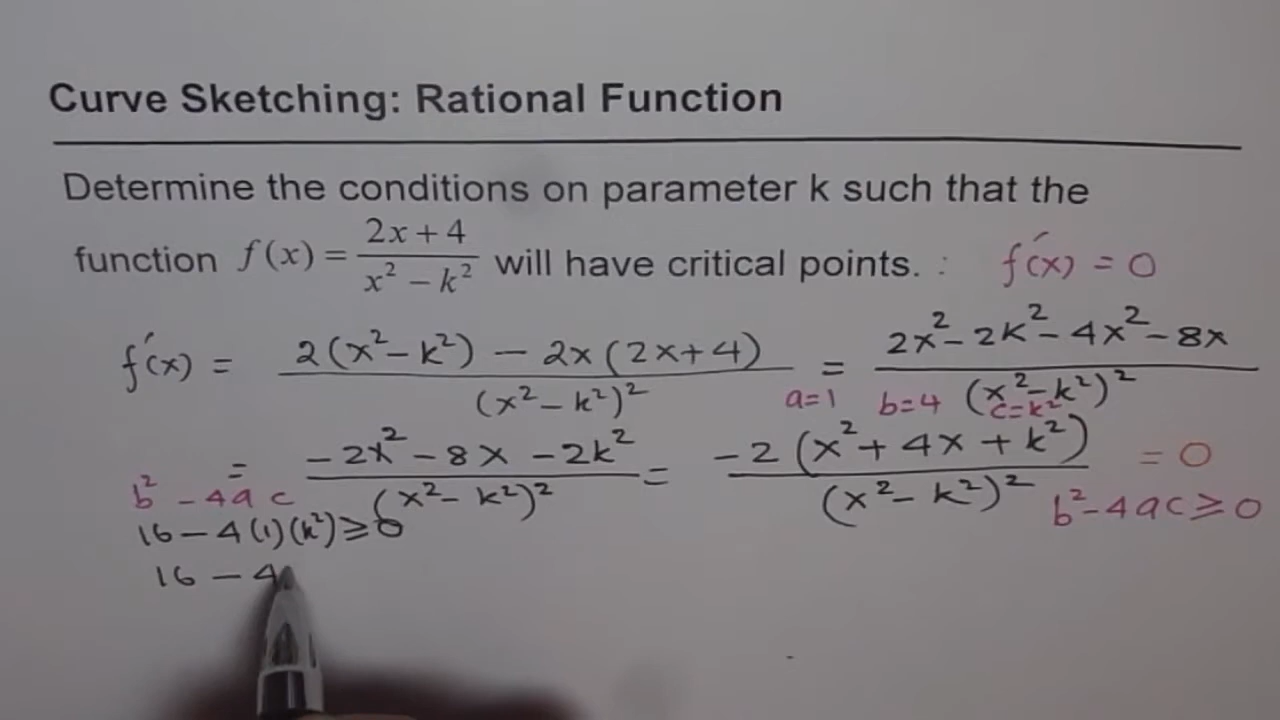 Curve Sketching: Rational Function
Determine the conditions on parameter k such that the
function f(x) = (2x + 4)/(x² − k²) will have critical points. : f′(x) = 0
f′(x) = (2(x² − k²) − 2x(2x+4))/(x² − k²)² = (2x² − 2k² − 4x² − 8x)/(x² − k²)²
a=1 b=4 c=k²
= (−2x² − 8x − 2k²)/(x² − k²)² = (−2(x² + 4x + k²))/(x² − k²)² = 0
b² − 4ac b² − 4ac ≥ 0
16 − 4(1)(k²) ≥ 0
16 − 4